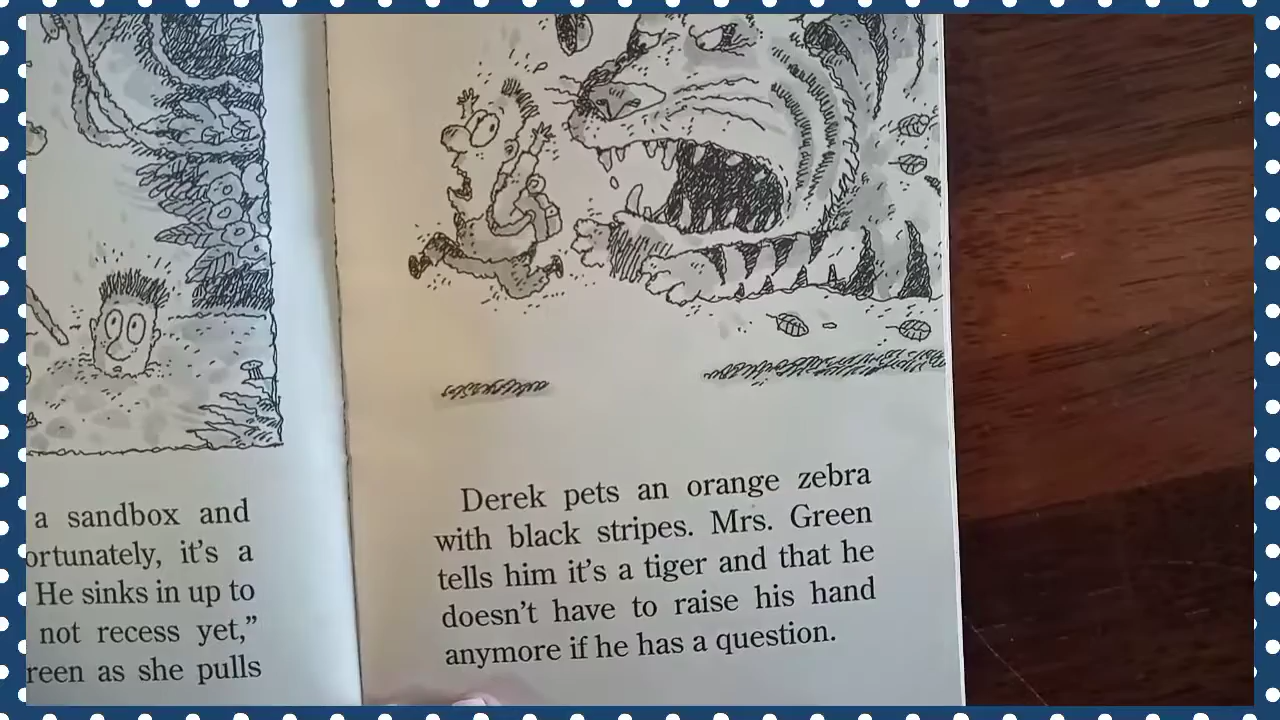 a sandbox and
it's a
He sinks in up to
not recess yet,”
as she pulls
Derek pets an orange zebra
with black stripes. Mrs. Green
tells him it's a tiger and that he
doesn't have to raise his hand
anymore if he has a question.